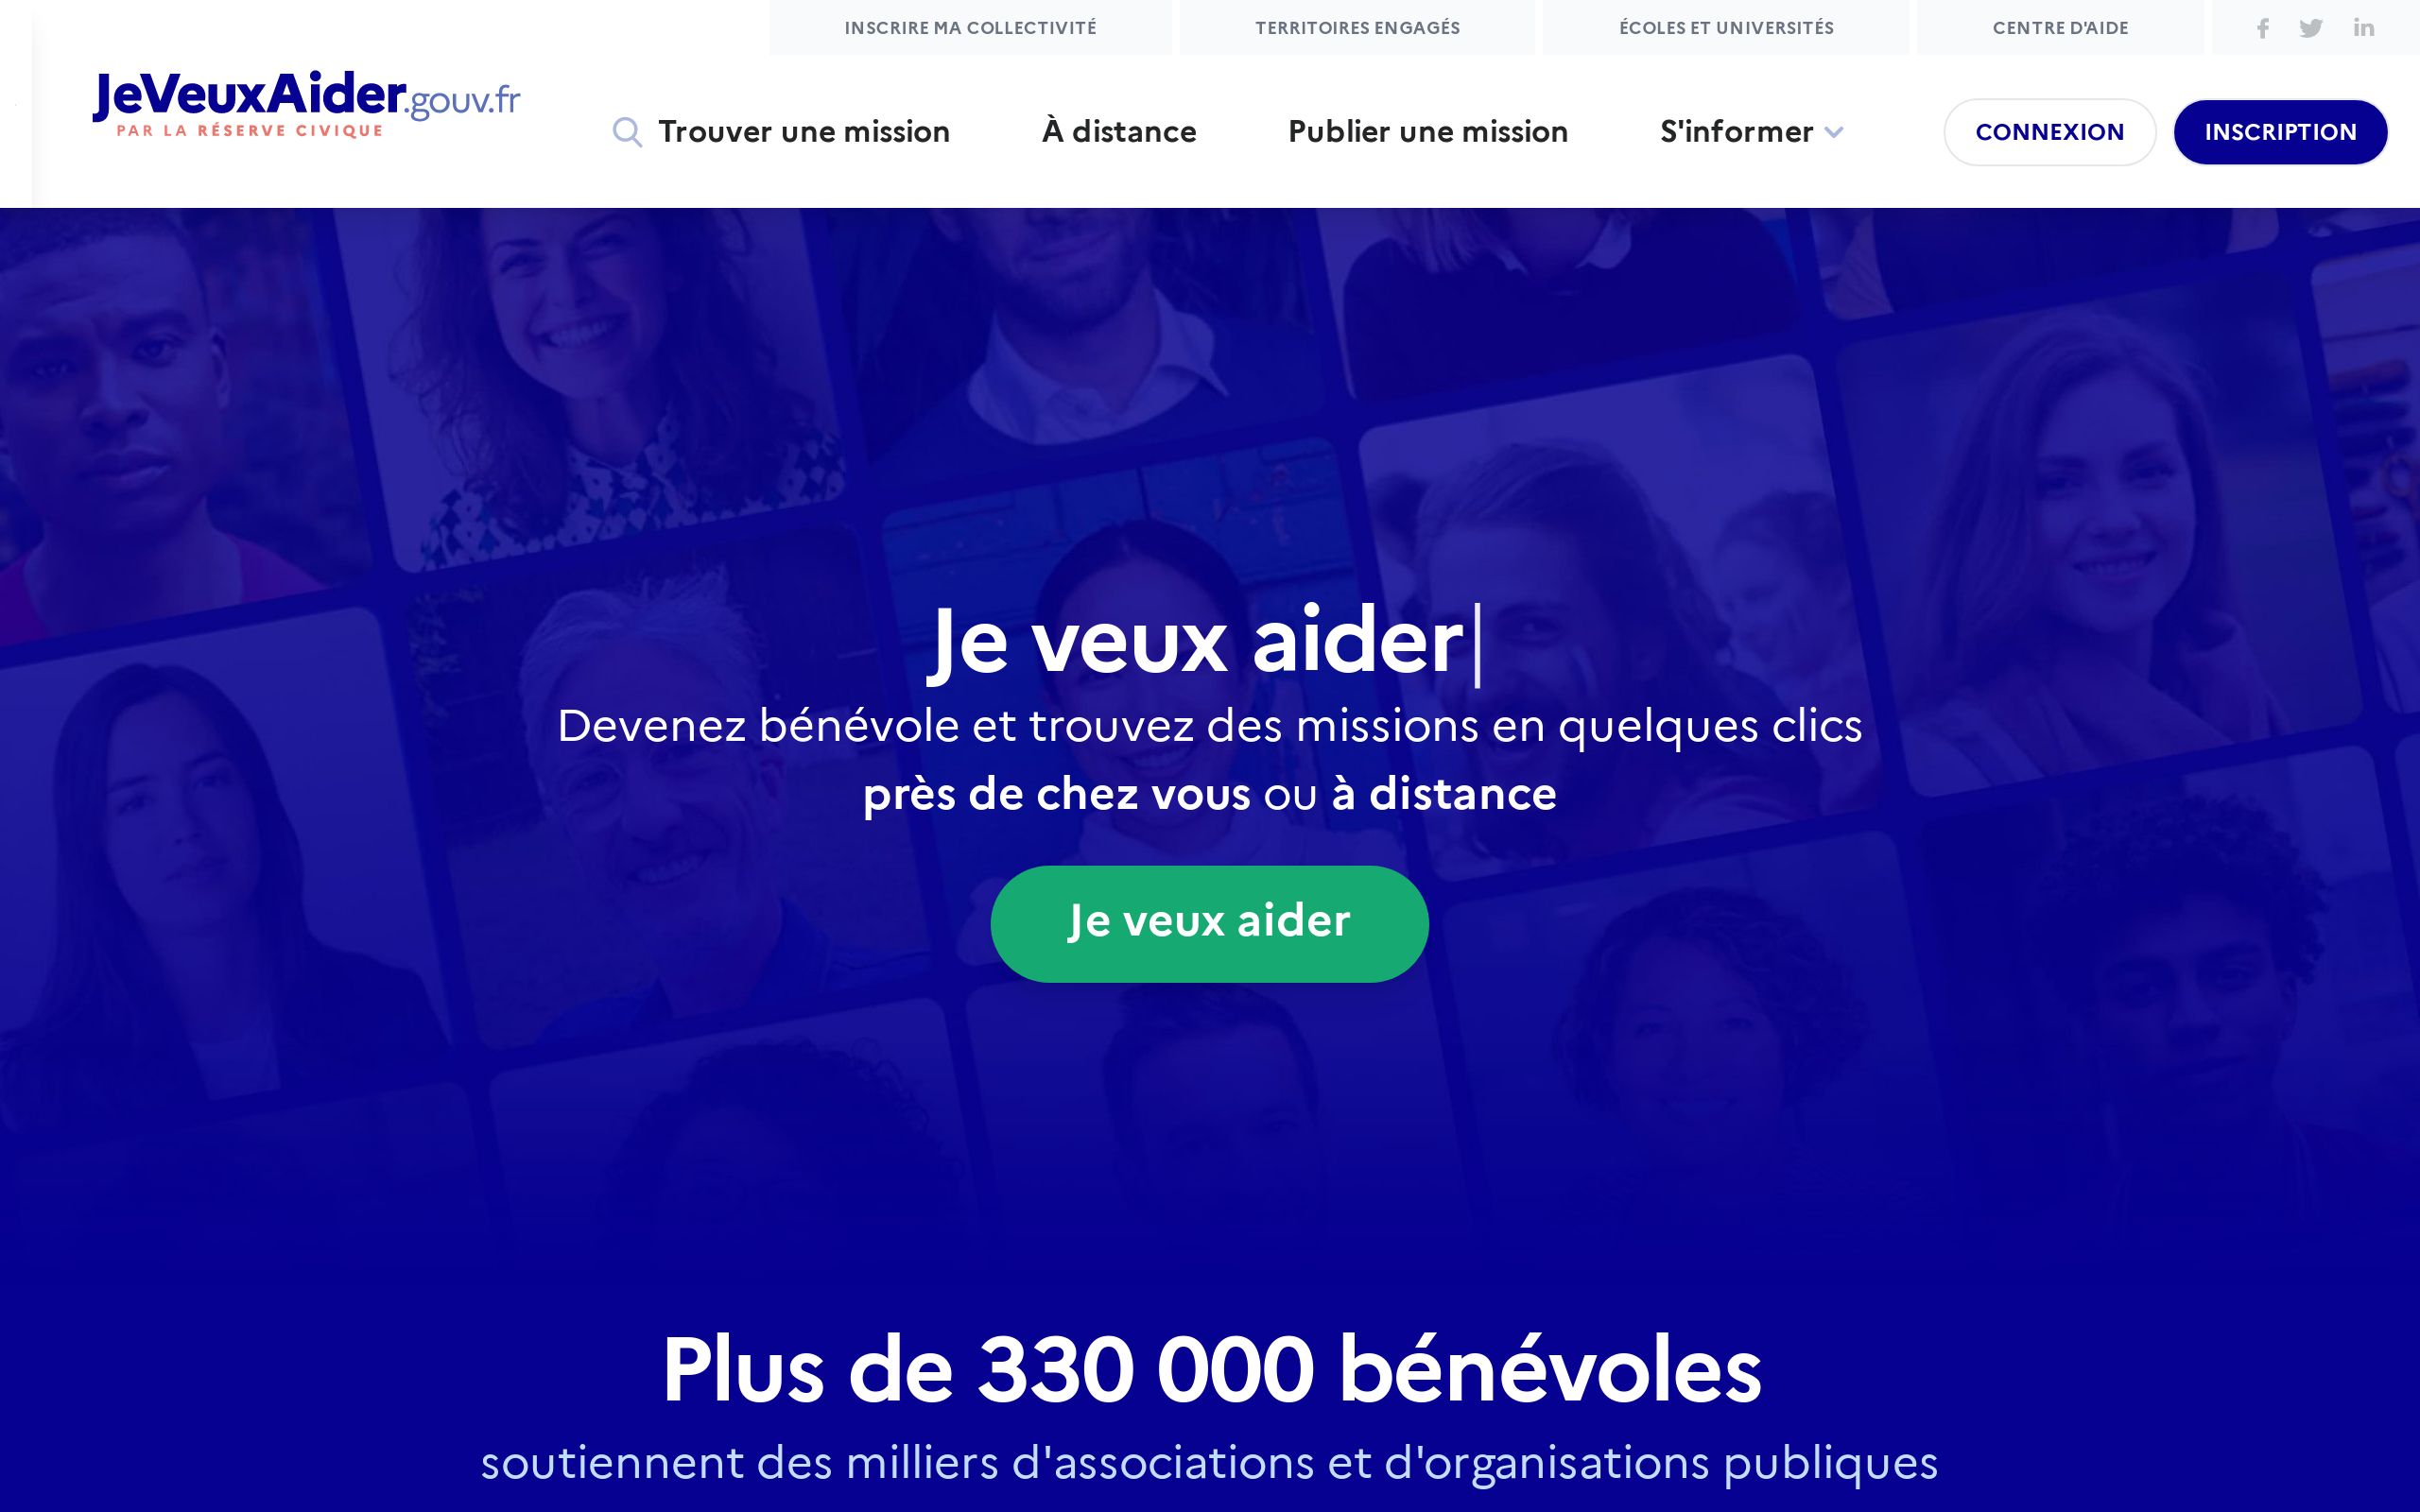 INSCRIRE MA COLLECTIVITÉ
TERRITOIRES ENGAGÉS
ÉCOLES ET UNIVERSITÉS
CENTRE D'AIDE
JeVeuxAider.gouv.fr
PAR LA RÉSERVE CIVIQUE
Trouver une mission
À distance
Publier une mission
S'informer
CONNEXION
INSCRIPTION
Je veux aider
Devenez bénévole et trouvez des missions en quelques clics
près de chez vous ou à distance
Je veux aider
Plus de 330 000 bénévoles
soutiennent des milliers d'associations et d'organisations publiques